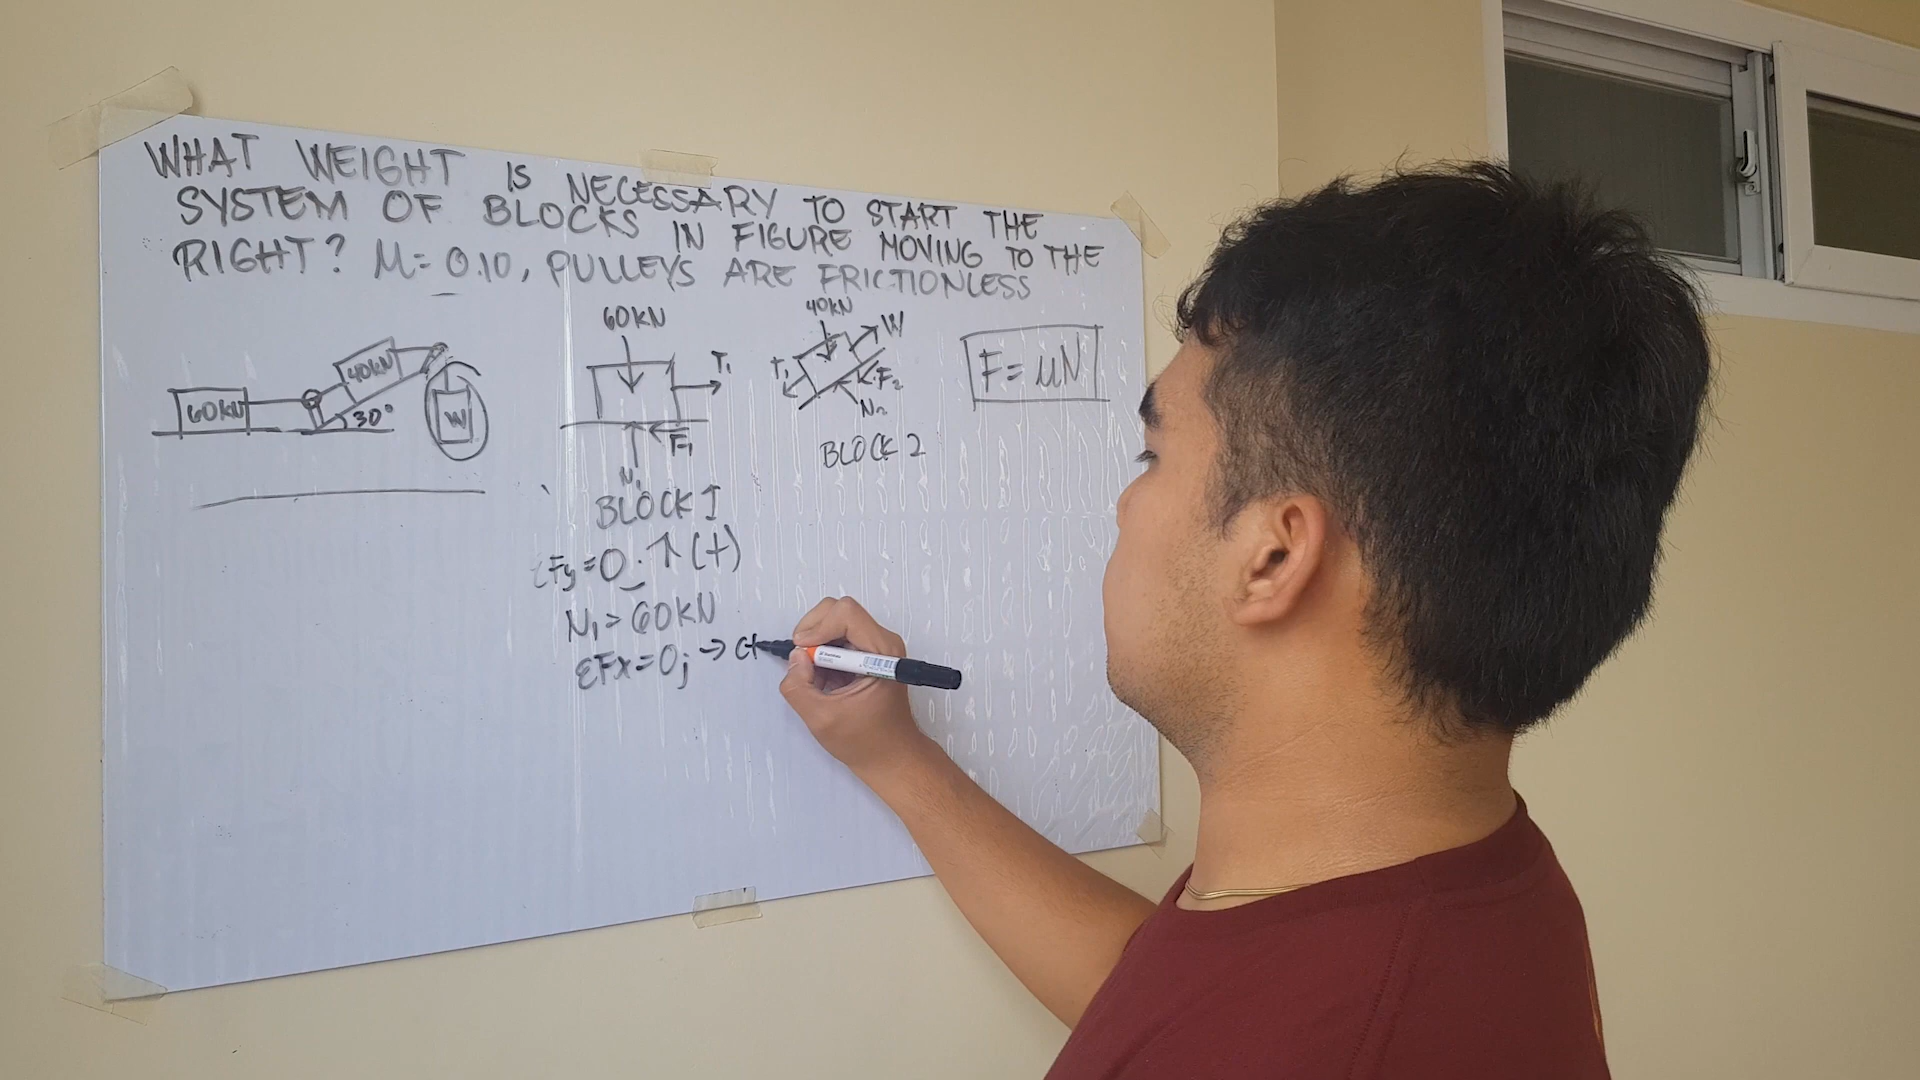 WHAT WEIGHT IS NECESSARY TO START THE
SYSTEM OF BLOCKS IN FIGURE MOVING TO THE
RIGHT? M= 0.10, PULLEYS ARE FRICTIONLESS
60kN
40kN
30°
W
60KN
T₁
F₁
N₁
BLOCK I
40KN
W
T₁
F₂
N₂
BLOCK 2
F= μN
ΣFy=0; ↑(+)
N₁ = 60KN
ΣFx=0; → (+